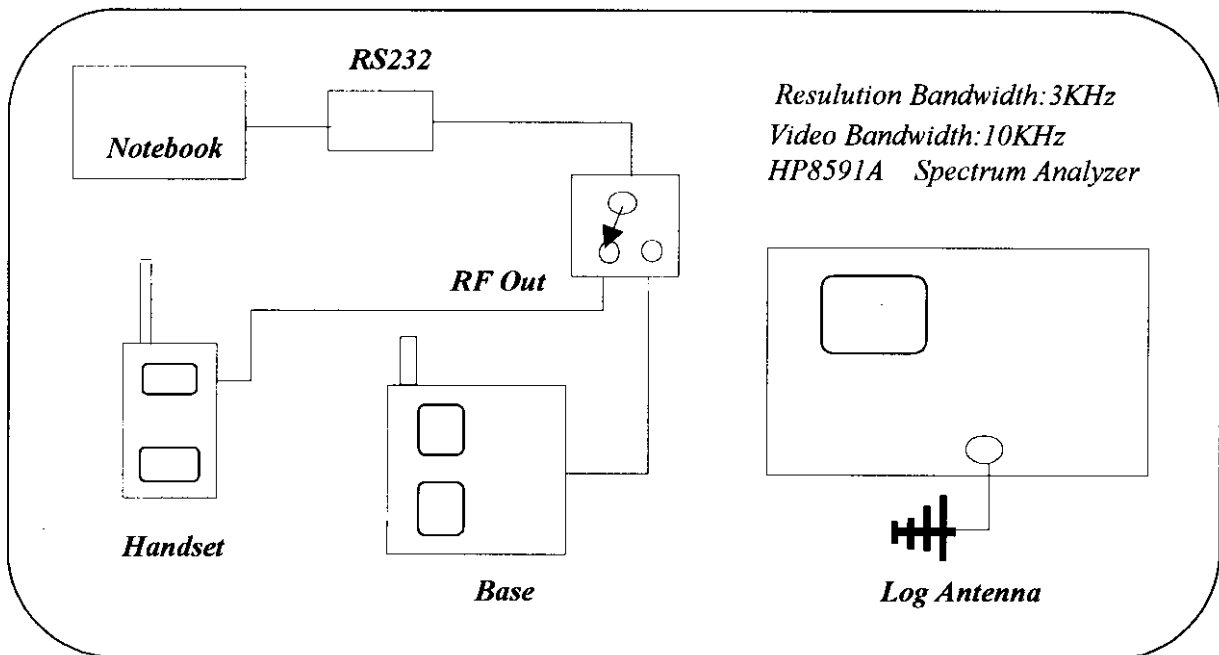 RS232
Notebook
Resulution Bandwidth:3KHz
Video Bandwidth:10KHz
HP8591A Spectrum Analyzer
RF Out
Handset
Base
Log Antenna